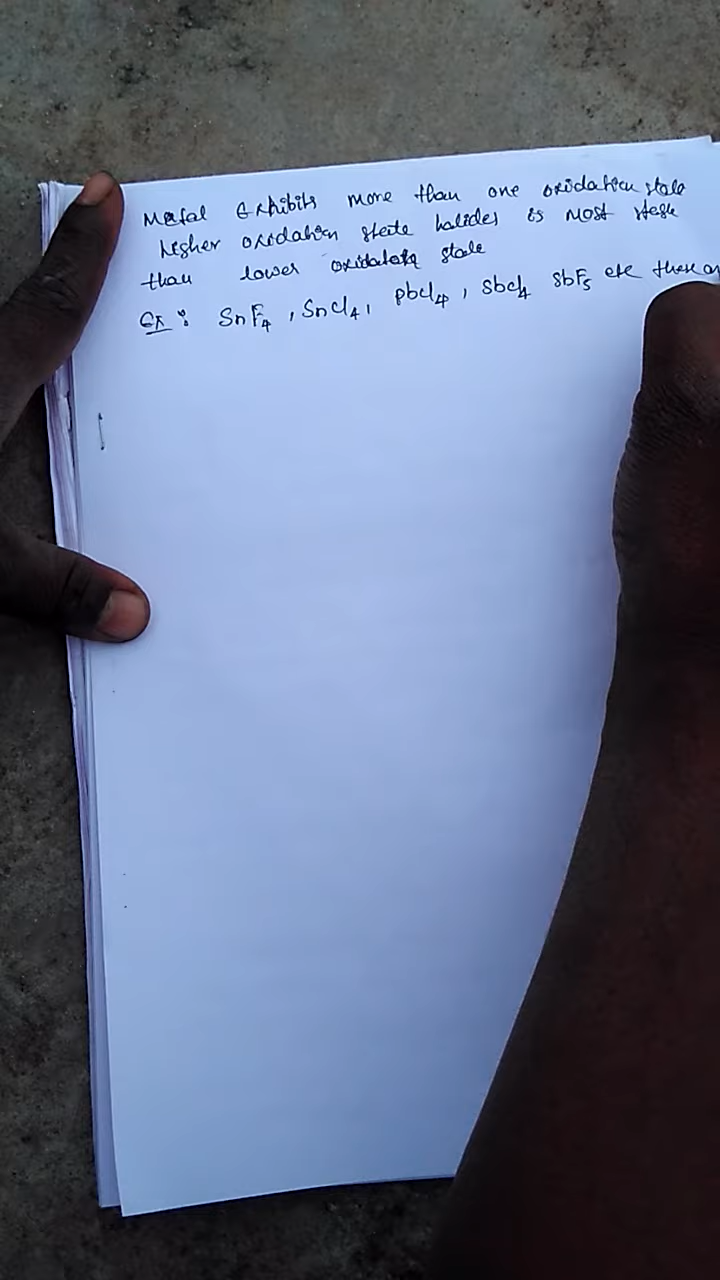 Metal Exhibits more than one oxidation state
higher oxidation state halides is most
than lower oxidation state
Ex : SnF4 , SnCl4, pbcl4 , sbcl4 sbF5 etc